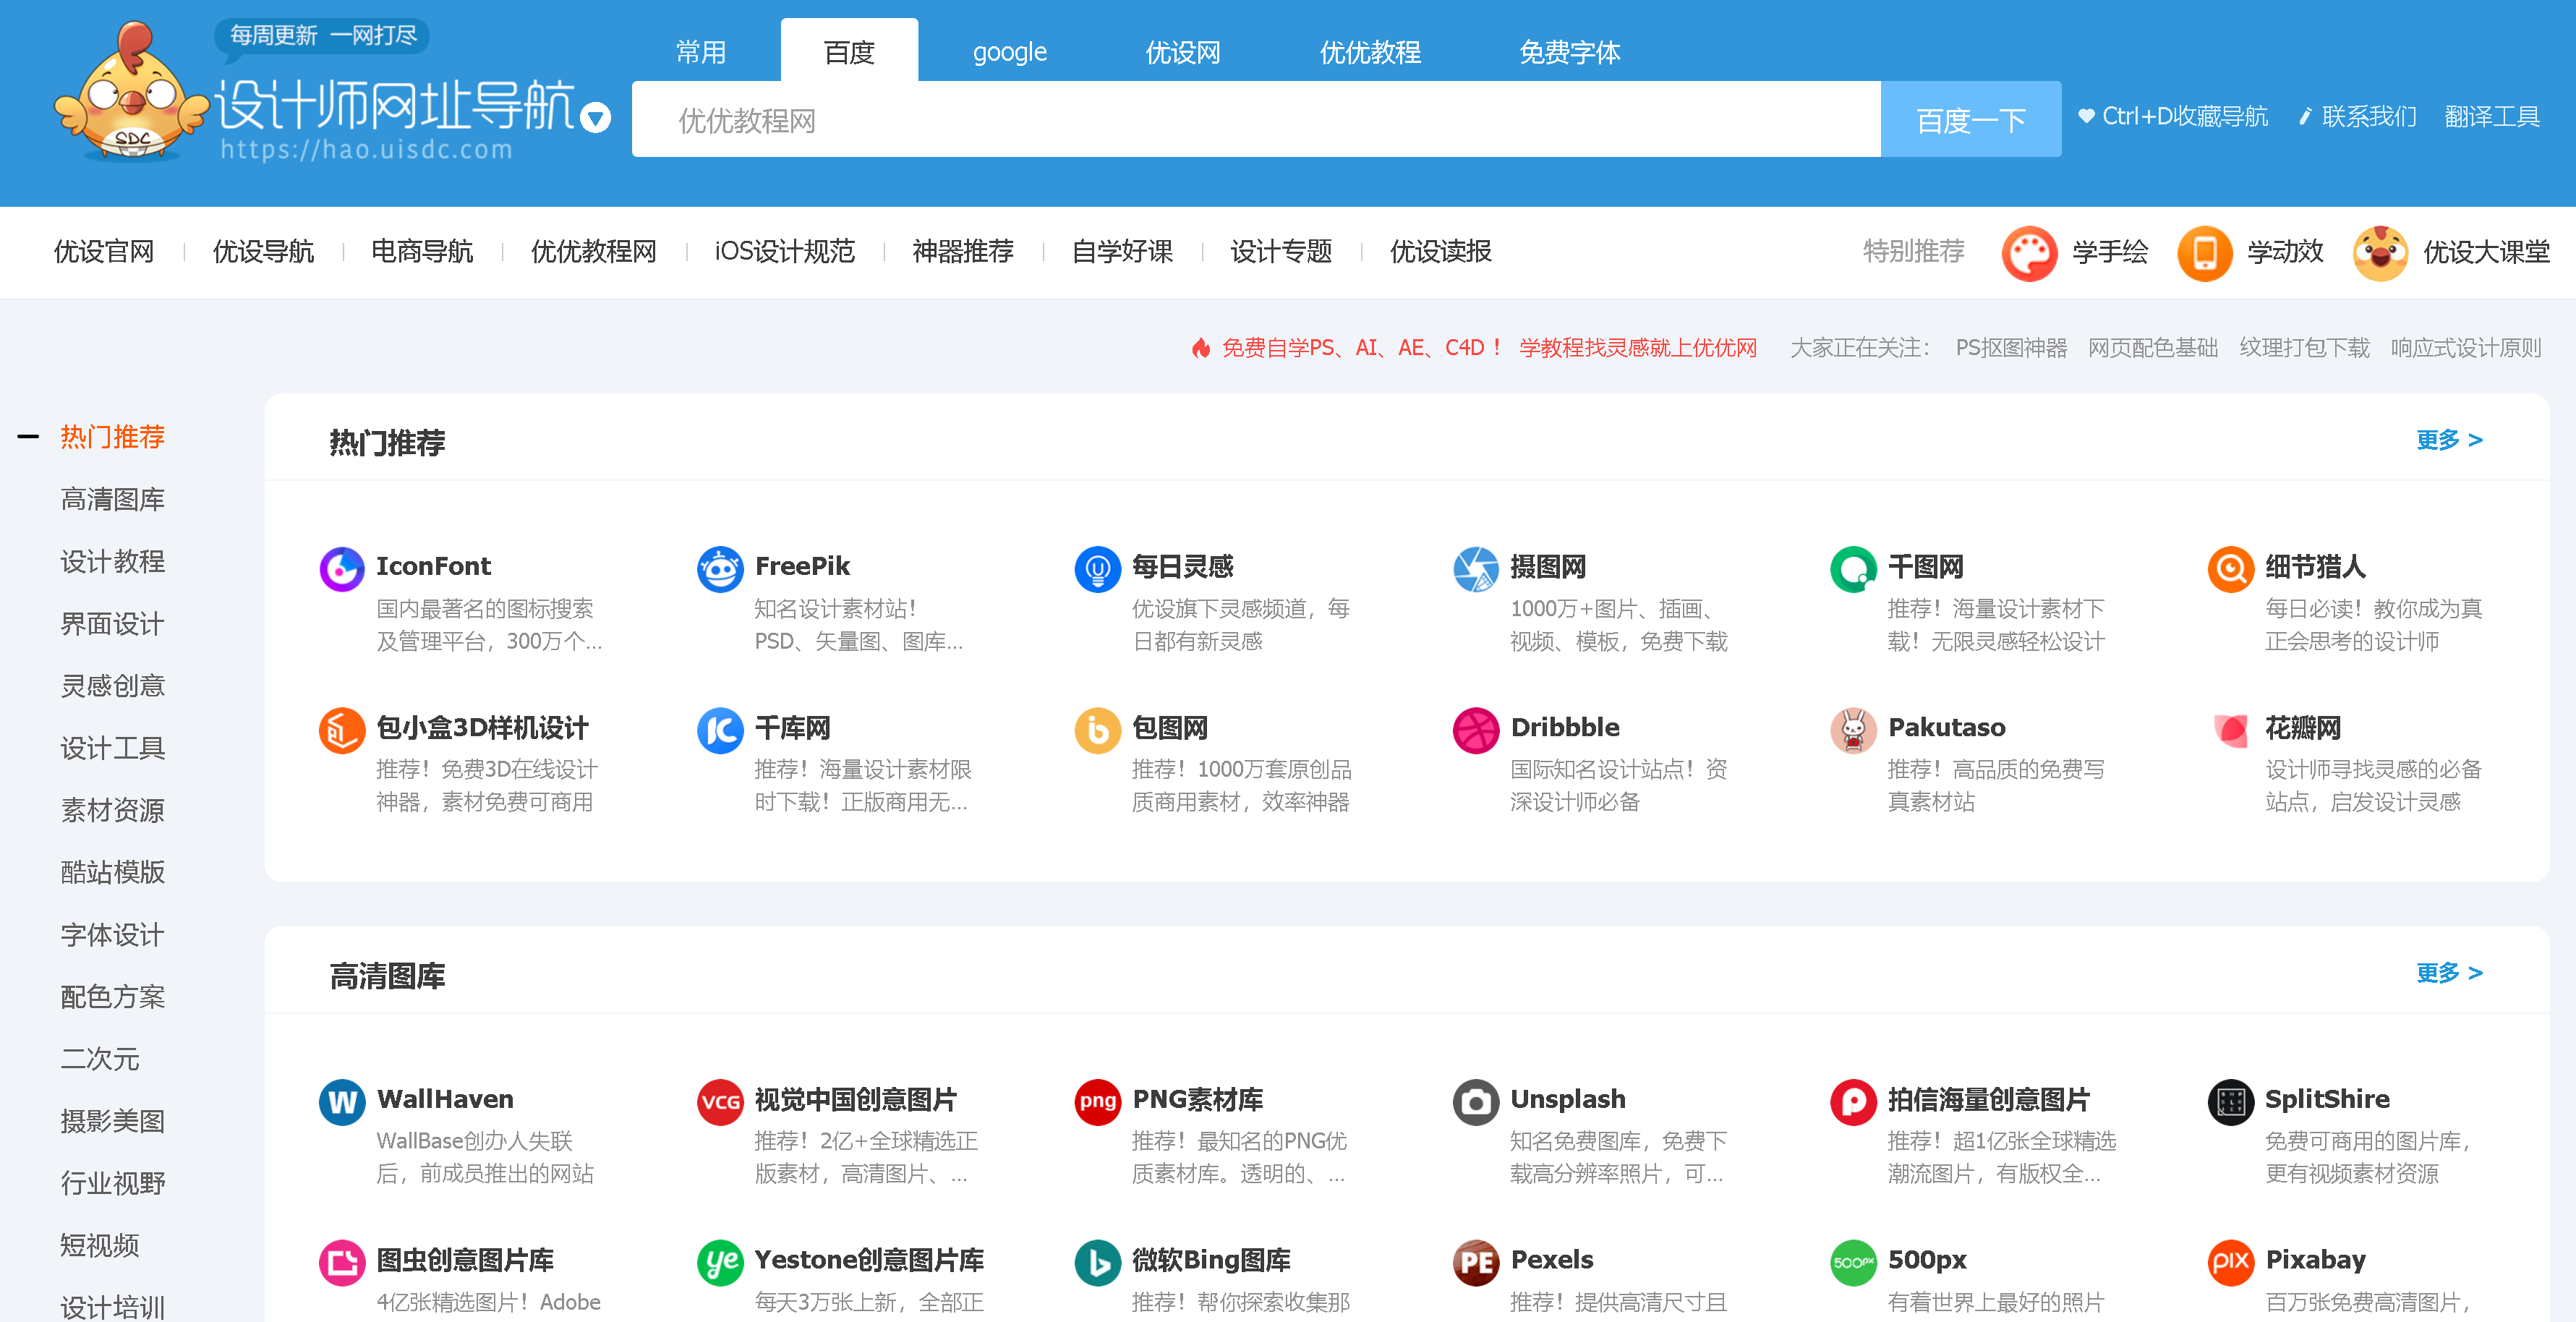 每周更新 一网打尽
设计师网址导航
https://hao.uisdc.com
SDC
常用 百度 google 优设网 优优教程 免费字体
优优教程网 百度一下
Ctrl+D收藏导航 联系我们 翻译工具
优设官网 优设导航 电商导航 优优教程网 iOS设计规范 神器推荐 自学好课 设计专题 优设读报
特别推荐 学手绘 学动效 优设大课堂
免费自学PS、AI、AE、C4D！ 学教程找灵感就上优优网 大家正在关注： PS抠图神器 网页配色基础 纹理打包下载 响应式设计原则
热门推荐
高清图库
设计教程
界面设计
灵感创意
设计工具
素材资源
酷站模版
字体设计
配色方案
二次元
摄影美图
行业视野
短视频
设计培训
热门推荐 更多 >
IconFont
国内最著名的图标搜索
及管理平台，300万个...
FreePik
知名设计素材站！
PSD、矢量图、图库...
每日灵感
优设旗下灵感频道，每
日都有新灵感
摄图网
1000万+图片、插画、
视频、模板，免费下载
千图网
推荐！海量设计素材下
载！无限灵感轻松设计
细节猎人
每日必读！教你成为真
正会思考的设计师
包小盒3D样机设计
推荐！免费3D在线设计
神器，素材免费可商用
千库网
推荐！海量设计素材限
时下载！正版商用无...
包图网
推荐！1000万套原创品
质商用素材，效率神器
Dribbble
国际知名设计站点！资
深设计师必备
Pakutaso
推荐！高品质的免费写
真素材站
花瓣网
设计师寻找灵感的必备
站点，启发设计灵感
高清图库 更多 >
W
WallHaven
WallBase创办人失联
后，前成员推出的网站
VCG
视觉中国创意图片
推荐！2亿+全球精选正
版素材，高清图片、...
png
PNG素材库
推荐！最知名的PNG优
质素材库。透明的、...
Unsplash
知名免费图库，免费下
载高分辨率照片，可...
拍信海量创意图片
推荐！超1亿张全球精选
潮流图片，有版权全...
SplitShire
免费可商用的图片库，
更有视频素材资源
图虫创意图片库
4亿张精选图片！Adobe
ye
Yestone创意图片库
每天3万张上新，全部正
微软Bing图库
推荐！帮你探索收集那
PE
Pexels
推荐！提供高清尺寸且
500PX
500px
有着世界上最好的照片
PIX
Pixabay
百万张免费高清图片，